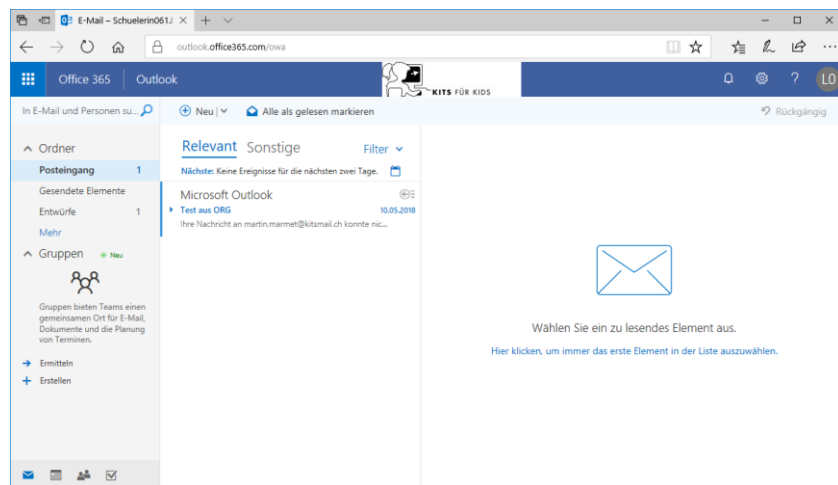 E-Mail – Schuelerin061.l
outlook.office365.com/owa
Office 365 Outlook
KITS FÜR KIDS
? L0
In E-Mail und Personen su...
Neu
Alle als gelesen markieren
Rückgängig
Ordner
Posteingang 1
Gesendete Elemente
Entwürfe 1
Mehr
Gruppen Neu
Gruppen bieten Teams einen
gemeinsamen Ort für E-Mail,
Dokumente und die Planung
von Terminen.
Ermitteln
Erstellen
Relevant Sonstige Filter
Nächste: Keine Ereignisse für die nächsten zwei Tage.
Microsoft Outlook
Test aus ORG 10.05.2018
Ihre Nachricht an martin.marmet@kitsmail.ch konnte nic...
Wählen Sie ein zu lesendes Element aus.
Hier klicken, um immer das erste Element in der Liste auszuwählen.